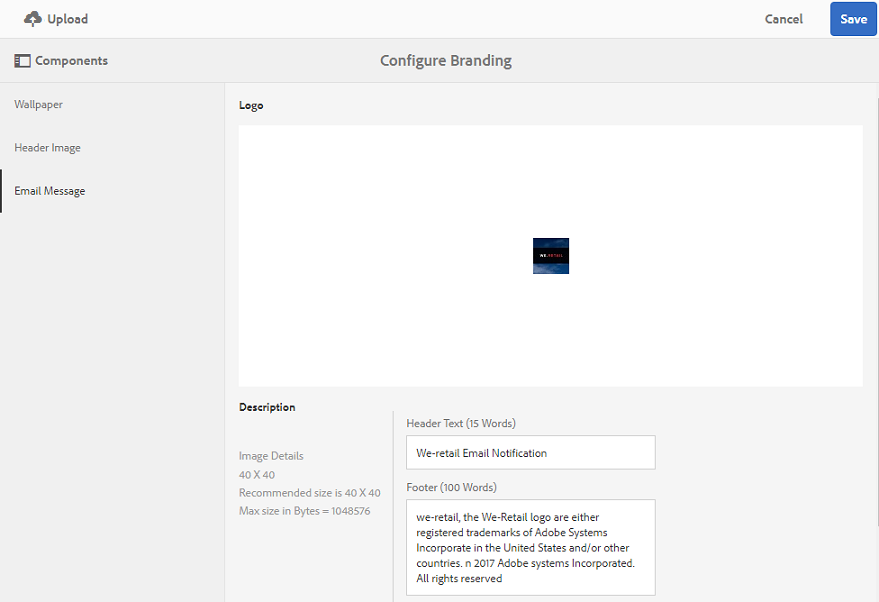 Upload
Cancel
Save
Components
Configure Branding
Wallpaper
Header Image
Email Message
Logo
WE.RETAIL
Description
Image Details
40 X 40
Recommended size is 40 X 40
Max size in Bytes = 1048576
Header Text (15 Words)
We-retail Email Notification
Footer (100 Words)
we-retail, the We-Retail logo are either
registered trademarks of Adobe Systems
Incorporate in the United States and/or other
countries. n 2017 Adobe systems Incorporated.
All rights reserved